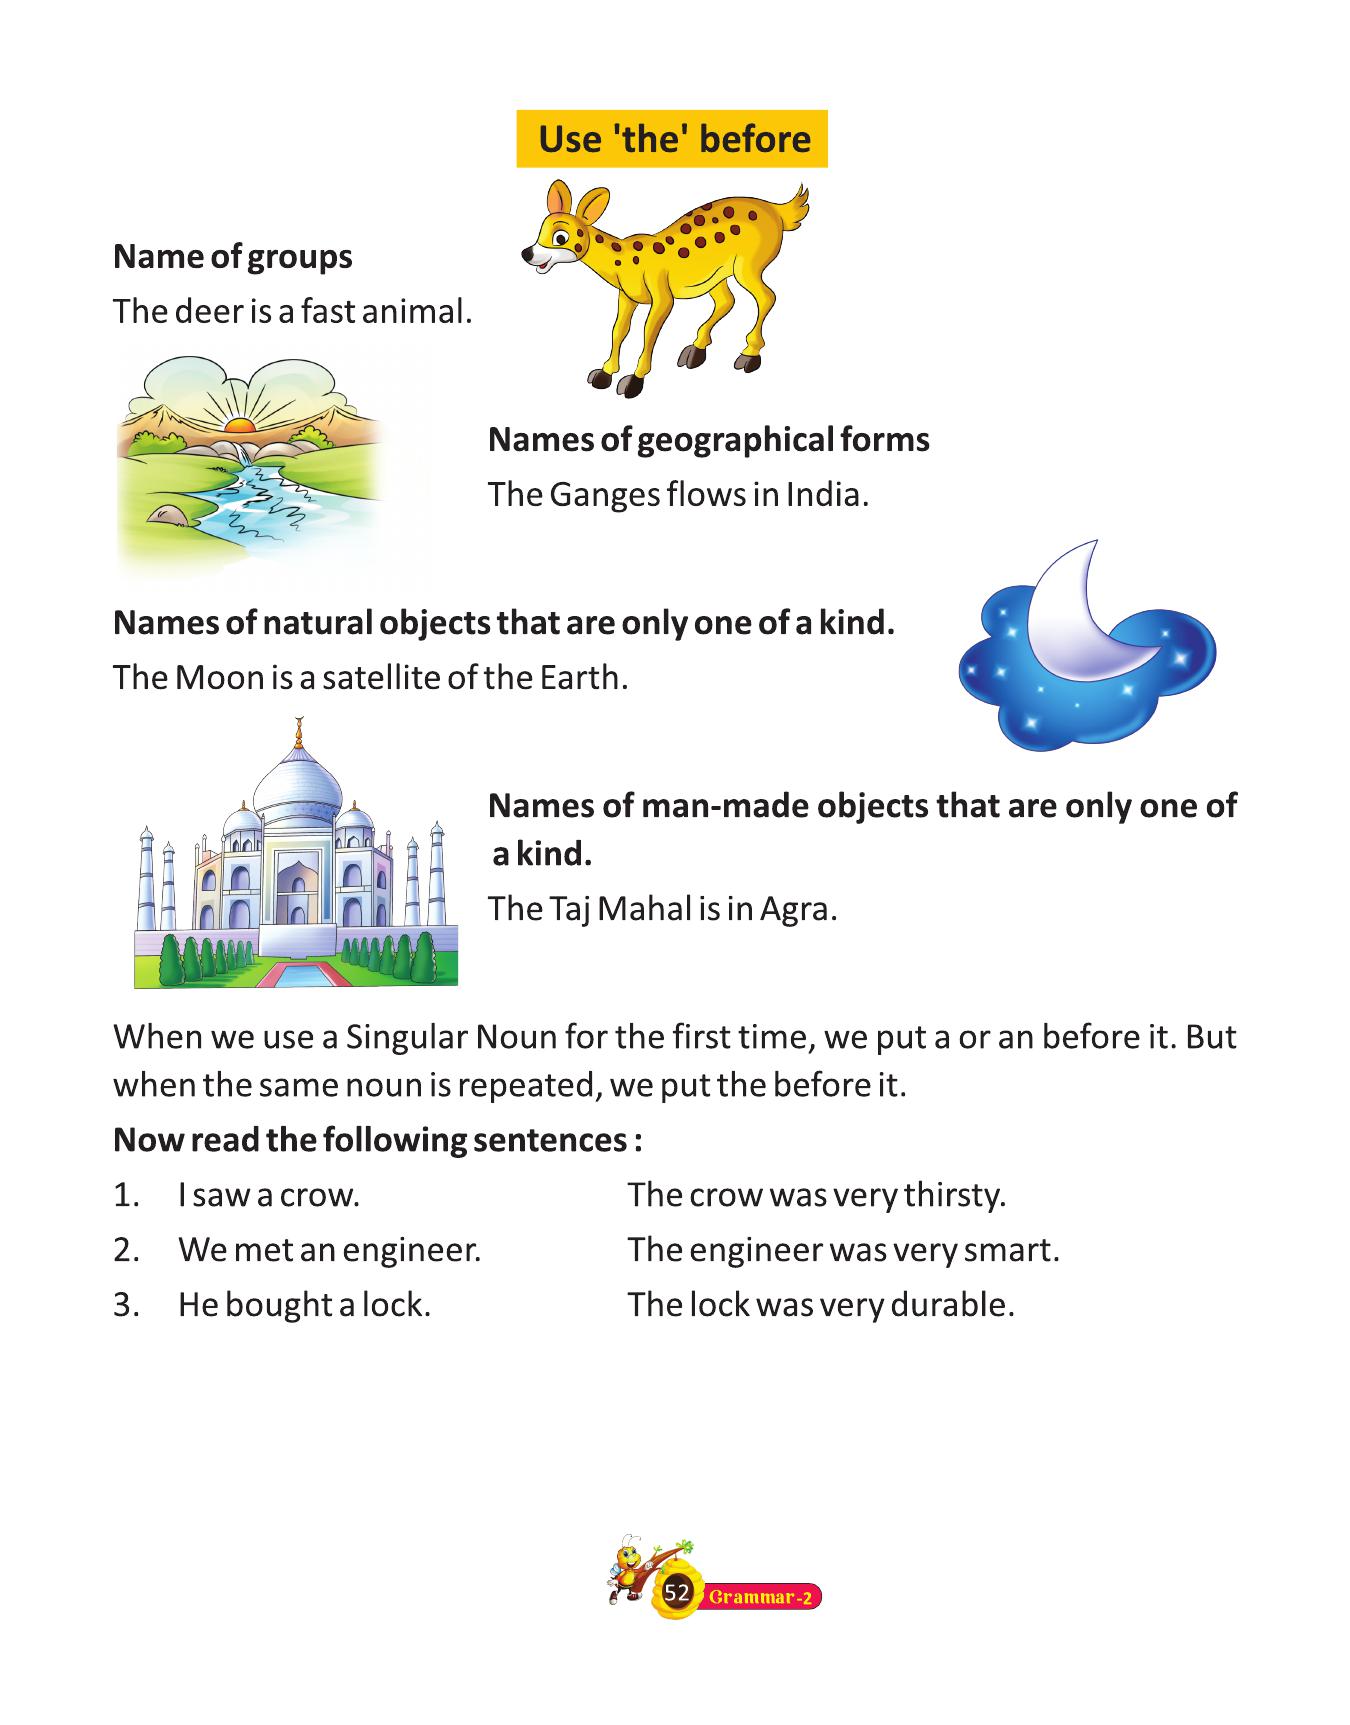 Use 'the' before
Name of groups
The deer is a fast animal.
Names of geographical forms
The Ganges flows in India.
Names of natural objects that are only one of a kind.
The Moon is a satellite of the Earth.
Names of man-made objects that are only one of
a kind.
The Taj Mahal is in Agra.
When we use a Singular Noun for the first time, we put a or an before it. But
when the same noun is repeated, we put the before it.
Now read the following sentences :
1. I saw a crow. The crow was very thirsty.
2. We met an engineer. The engineer was very smart.
3. He bought a lock. The lock was very durable.
52 Grammar-2